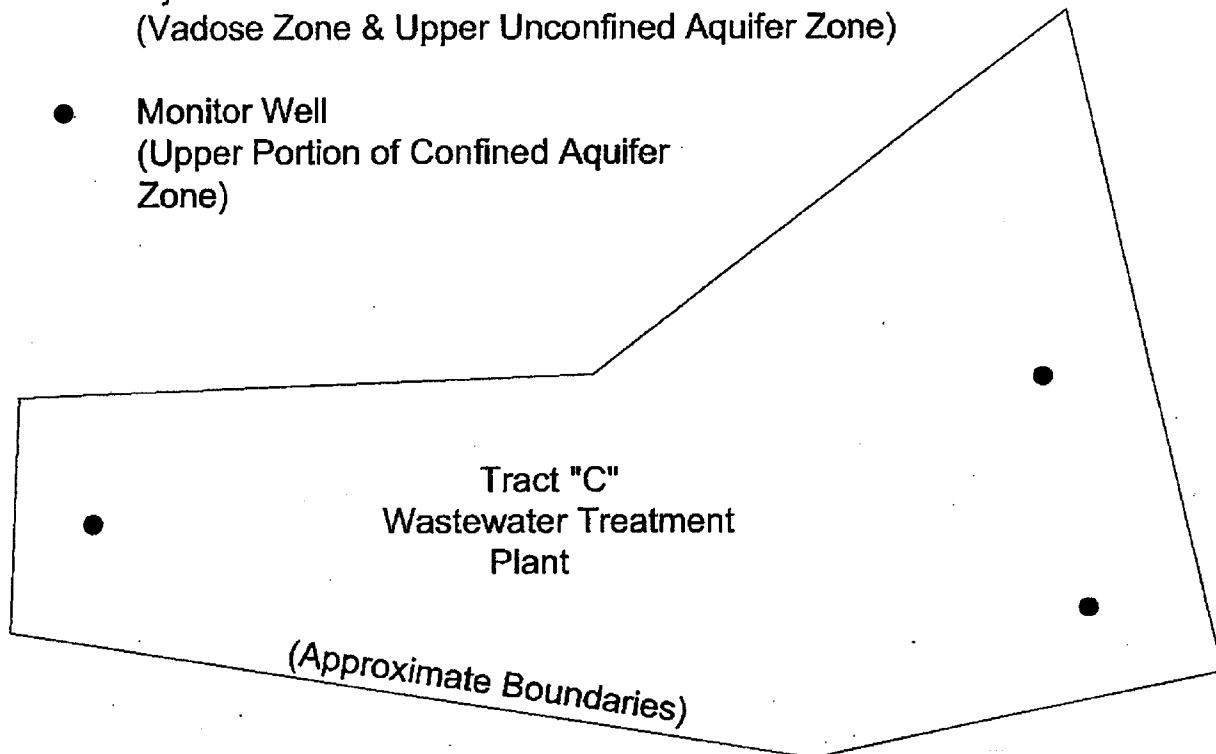 (Vadose Zone & Upper Unconfined Aquifer Zone)
Monitor Well
(Upper Portion of Confined Aquifer
Zone)
Tract "C"
Wastewater Treatment
Plant
(Approximate Boundaries)